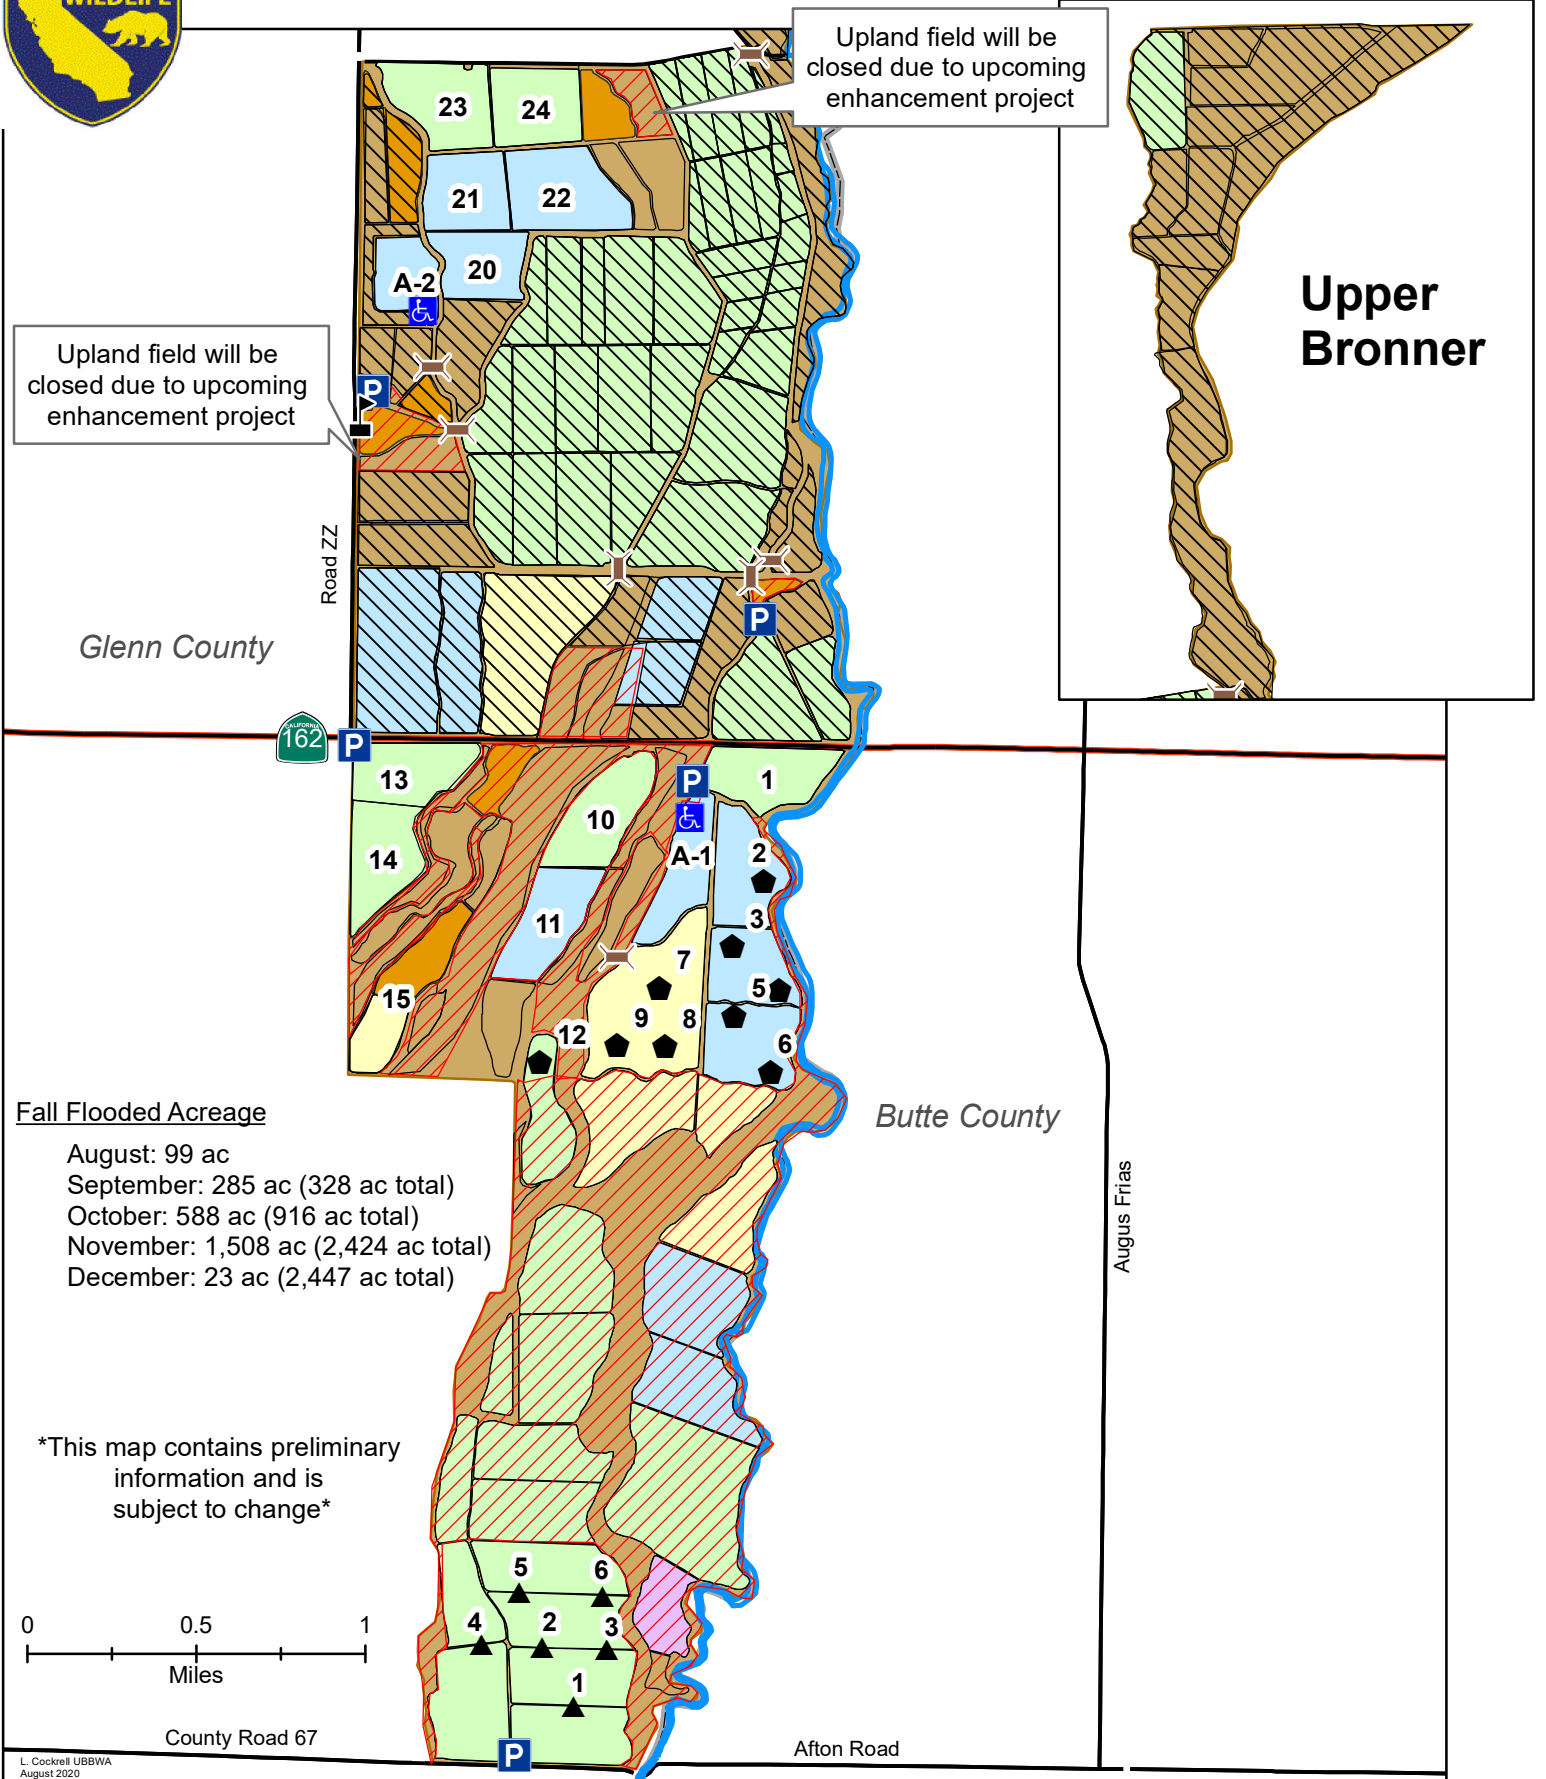 WILDLIFE
Upland field will be
closed due to upcoming
enhancement project
23
24
21
22
20
A-2
Upper
Bronner
Upland field will be
closed due to upcoming
enhancement project
P
Road ZZ
P
Glenn County
CALIFORNIA
162
P
13
P
1
10
14
A-1
2
11
3
7
5
15
9
8
12
6
Fall Flooded Acreage
August: 99 ac
September: 285 ac (328 ac total)
October: 588 ac (916 ac total)
November: 1,508 ac (2,424 ac total)
December: 23 ac (2,447 ac total)
Butte County
Augus Frias
*This map contains preliminary
information and is
subject to change*
5
6
4
2
3
1
0 0.5 1
Miles
County Road 67
P
Afton Road
L. Cockrell UBBWA
August 2020